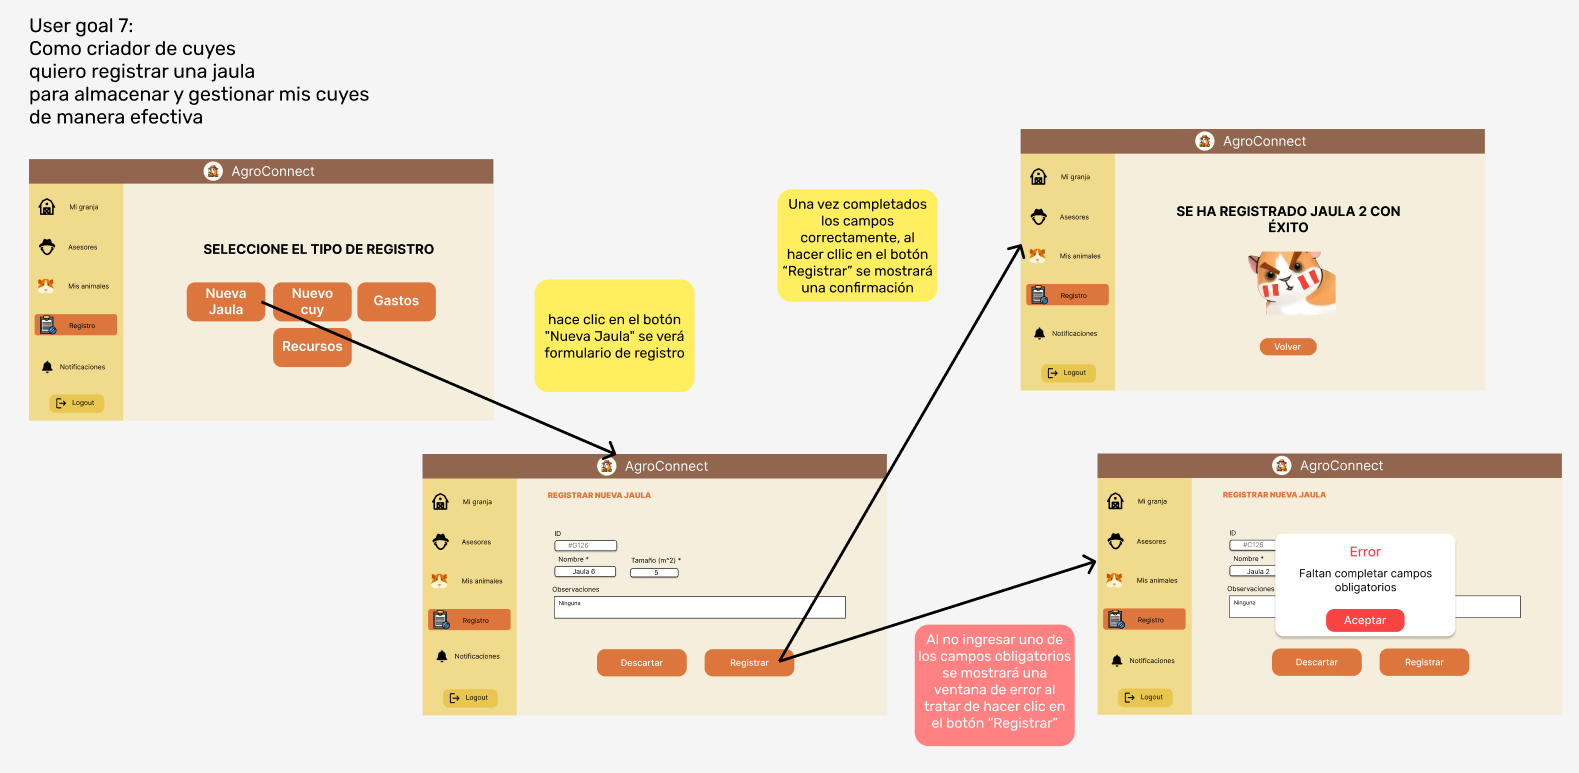 User goal 7:
Como criador de cuyes
quiero registrar una jaula
para almacenar y gestionar mis cuyes
de manera efectiva
AgroConnect
Mi granja
Asesores
Mis animales
Registro
Notificaciones
Logout
SELECCIONE EL TIPO DE REGISTRO
Nueva
Jaula
Nuevo
cuy
Gastos
Recursos
hace clic en el botón
"Nueva Jaula" se verá
formulario de registro
AgroConnect
Mi granja
Asesores
Mis animales
Registro
Notificaciones
Logout
REGISTRAR NUEVA JAULA
ID
#G126
Nombre *
Tamaño (m^2) *
Jaula 6
5
Observaciones
Ninguna
Descartar
Registrar
Una vez completados
los campos
correctamente, al
hacer cllic en el botón
“Registrar” se mostrará
una confirmación
AgroConnect
Mi granja
Asesores
Mis animales
Registro
Notificaciones
Logout
SE HA REGISTRADO JAULA 2 CON
ÉXITO
Volver
Al no ingresar uno de
los campos obligatorios
se mostrará una
ventana de error al
tratar de hacer clic en
el botón “Registrar”
AgroConnect
Mi granja
Asesores
Mis animales
Registro
Notificaciones
Logout
REGISTRAR NUEVA JAULA
ID
#C126
Nombre *
Jaula 2
Observaciones
Ninguna
Error
Faltan completar campos
obligatorios
Aceptar
Descartar
Registrar